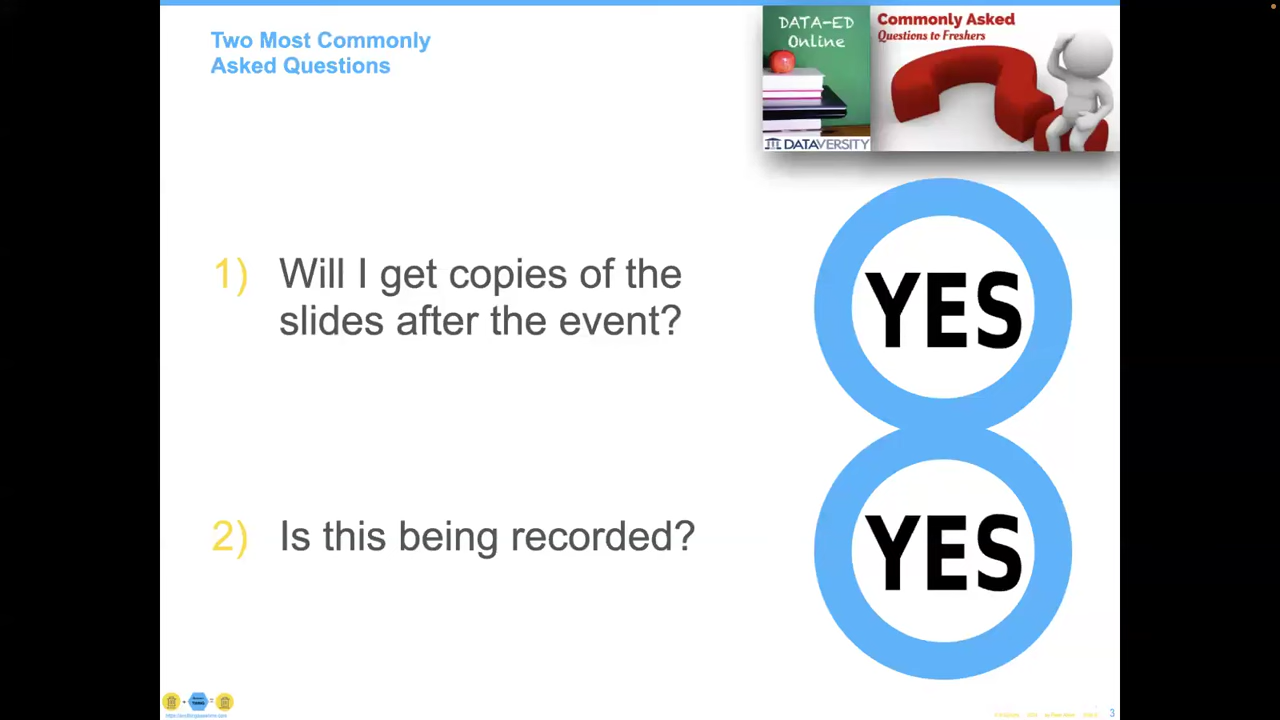 Two Most Commonly
Asked Questions
DATA-ED
Online
DATAVERSITY
Commonly Asked
Questions to Freshers
1) Will I get copies of the
slides after the event?
YES
2) Is this being recorded?
YES
3